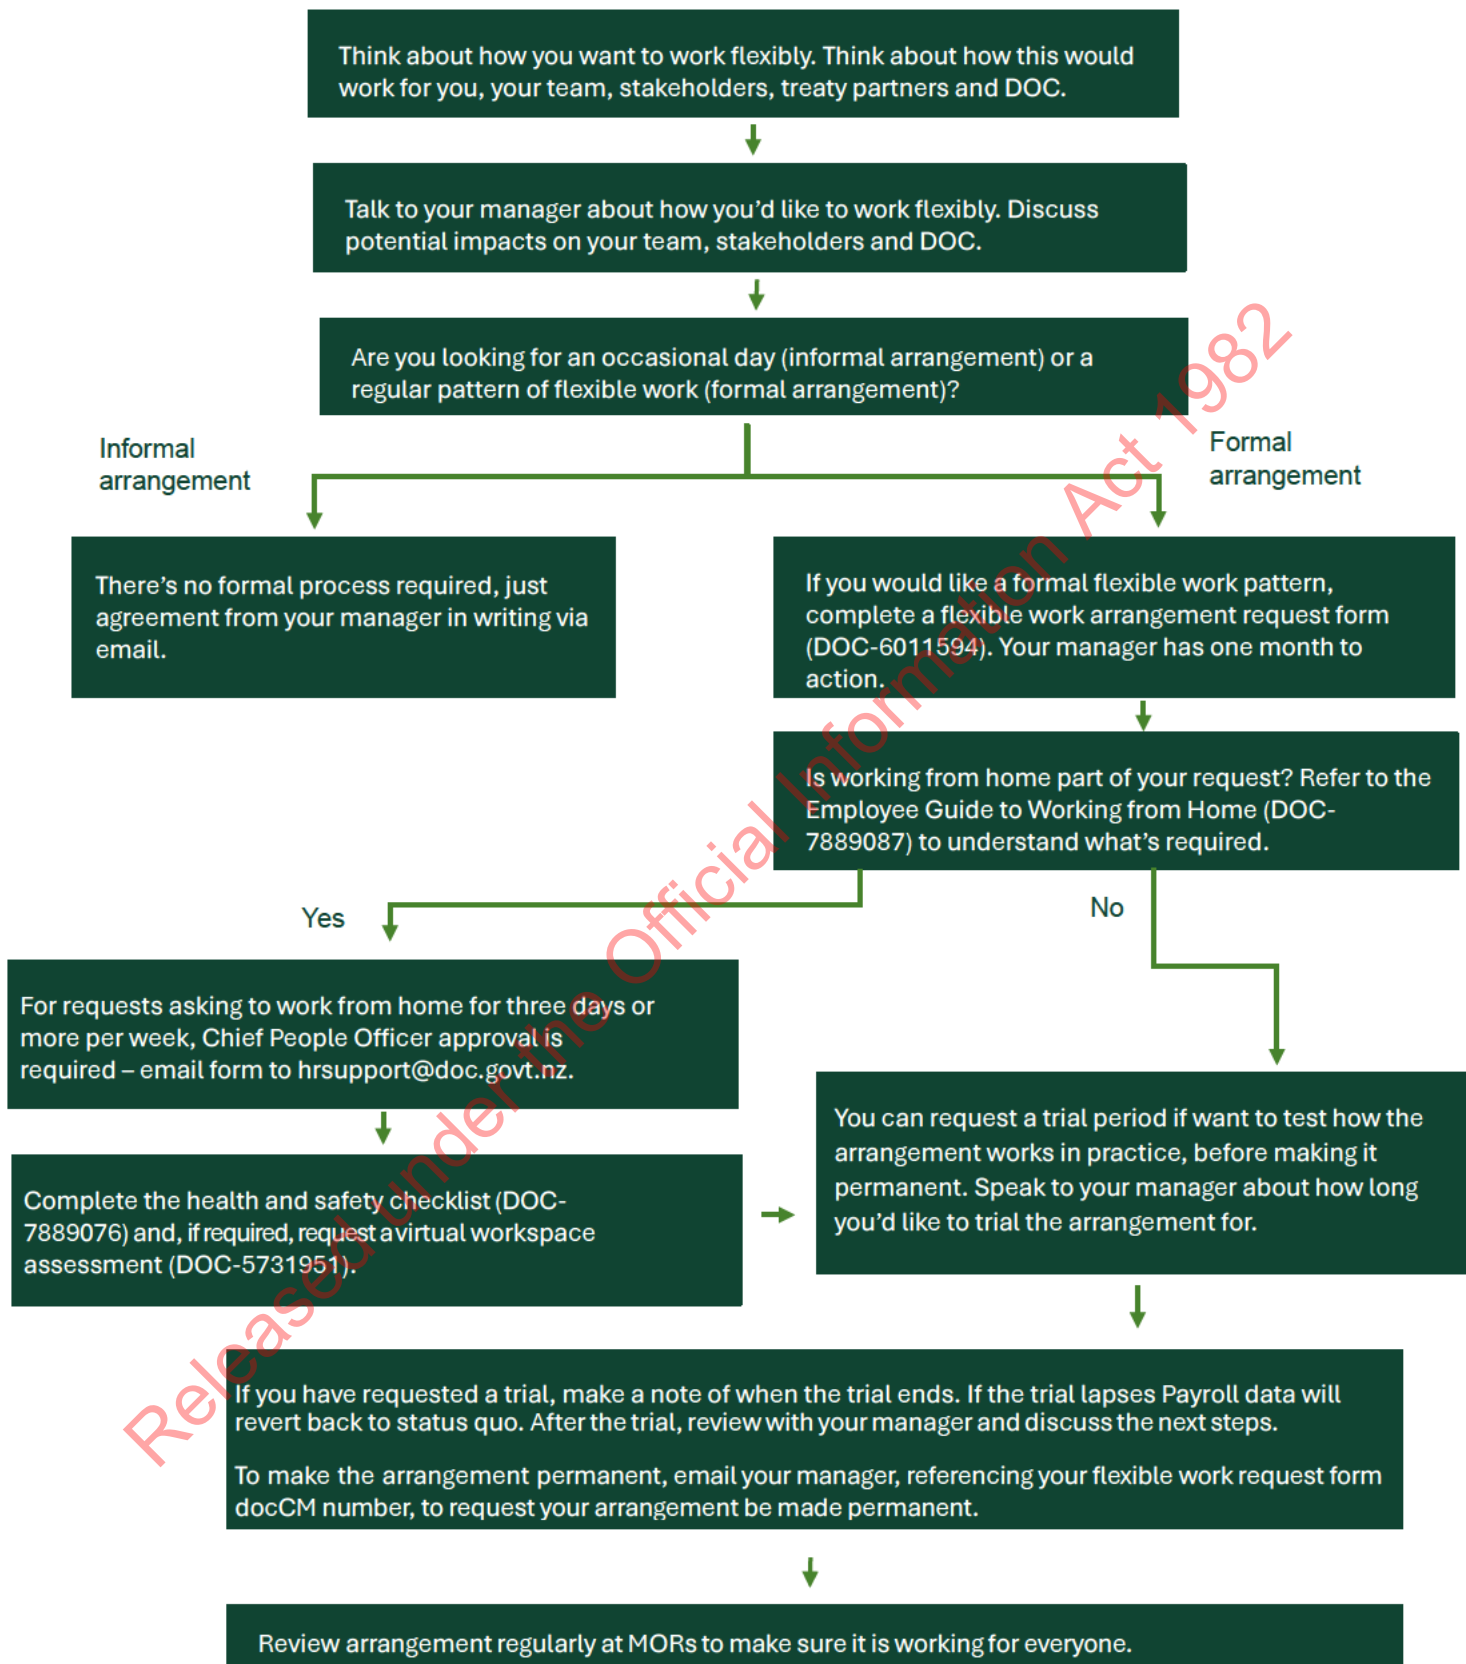 Think about how you want to work flexibly. Think about how this would
work for you, your team, stakeholders, treaty partners and DOC.
Talk to your manager about how you’d like to work flexibly. Discuss
potential impacts on your team, stakeholders and DOC.
Are you looking for an occasional day (informal arrangement) or a
regular pattern of flexible work (formal arrangement)?
Informal
arrangement
Formal
arrangement
There’s no formal process required, just
agreement from your manager in writing via
email.
If you would like a formal flexible work pattern,
complete a flexible work arrangement request form
(DOC-6011594). Your manager has one month to
action.
Is working from home part of your request? Refer to the
Employee Guide to Working from Home (DOC-
7889087) to understand what’s required.
Yes
No
For requests asking to work from home for three days or
more per week, Chief People Officer approval is
required – email form to hrsupport@doc.govt.nz.
Complete the health and safety checklist (DOC-
7889076) and, if required, request a virtual workspace
assessment (DOC-5731951).
You can request a trial period if want to test how the
arrangement works in practice, before making it
permanent. Speak to your manager about how long
you’d like to trial the arrangement for.
If you have requested a trial, make a note of when the trial ends. If the trial lapses Payroll data will
revert back to status quo. After the trial, review with your manager and discuss the next steps.
To make the arrangement permanent, email your manager, referencing your flexible work request form
docCM number, to request your arrangement be made permanent.
Review arrangement regularly at MORs to make sure it is working for everyone.
Released under the Official Information Act 1982